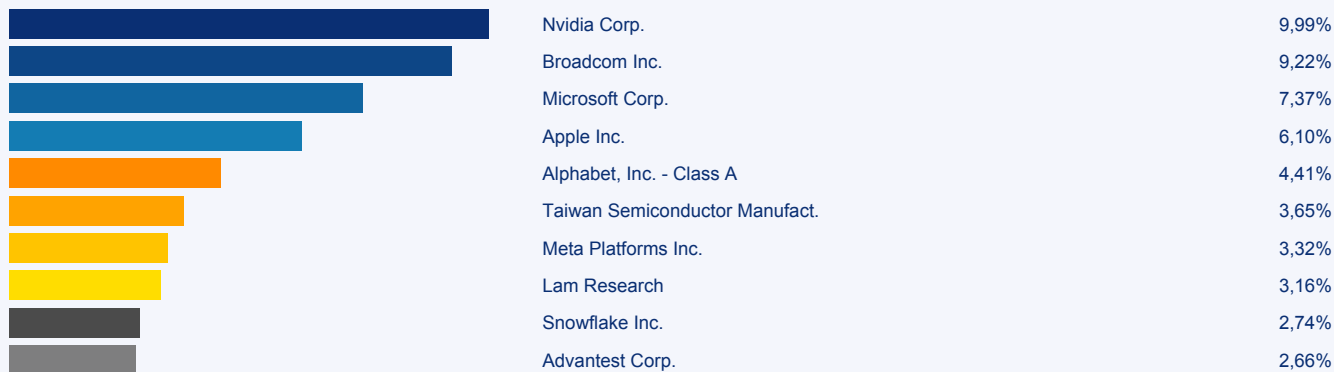 Nvidia Corp. 9,99%
Broadcom Inc. 9,22%
Microsoft Corp. 7,37%
Apple Inc. 6,10%
Alphabet, Inc. - Class A 4,41%
Taiwan Semiconductor Manufact. 3,65%
Meta Platforms Inc. 3,32%
Lam Research 3,16%
Snowflake Inc. 2,74%
Advantest Corp. 2,66%